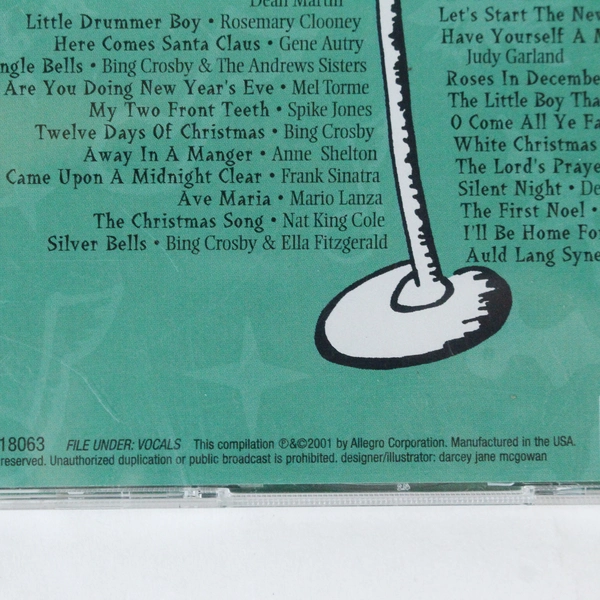 Dean Martin
Little Drummer Boy • Rosemary Clooney
Here Comes Santa Claus • Gene Autry
ngle Bells • Bing Crosby & The Andrews Sisters
Are You Doing New Year's Eve • Mel Torme
My Two Front Teeth • Spike Jones
Twelve Days Of Christmas • Bing Crosby
Away In A Manger • Anne Shelton
Came Upon A Midnight Clear • Frank Sinatra
Ave Maria • Mario Lanza
The Christmas Song • Nat King Cole
Silver Bells • Bing Crosby & Ella Fitzgerald
Let's Start The New
Have Yourself A M
Judy Garland
Roses In Decembe
The Little Boy Tha
O Come All Ye Fa
White Christmas
The Lord's Praye
Silent Night • De
The First Noel •
I'll Be Home Fo
Auld Lang Syne
18063 FILE UNDER: VOCALS This compilation ℗&©2001 by Allegro Corporation. Manufactured in the USA.
reserved. Unauthorized duplication or public broadcast is prohibited. designer/illustrator: darcey jane mcgowan